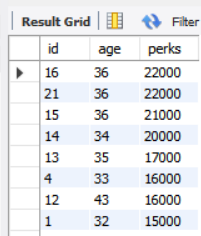 Result Grid Filter
id age perks
16 36 22000
21 36 22000
15 36 21000
14 34 20000
13 35 17000
4 33 16000
12 43 16000
1 32 15000